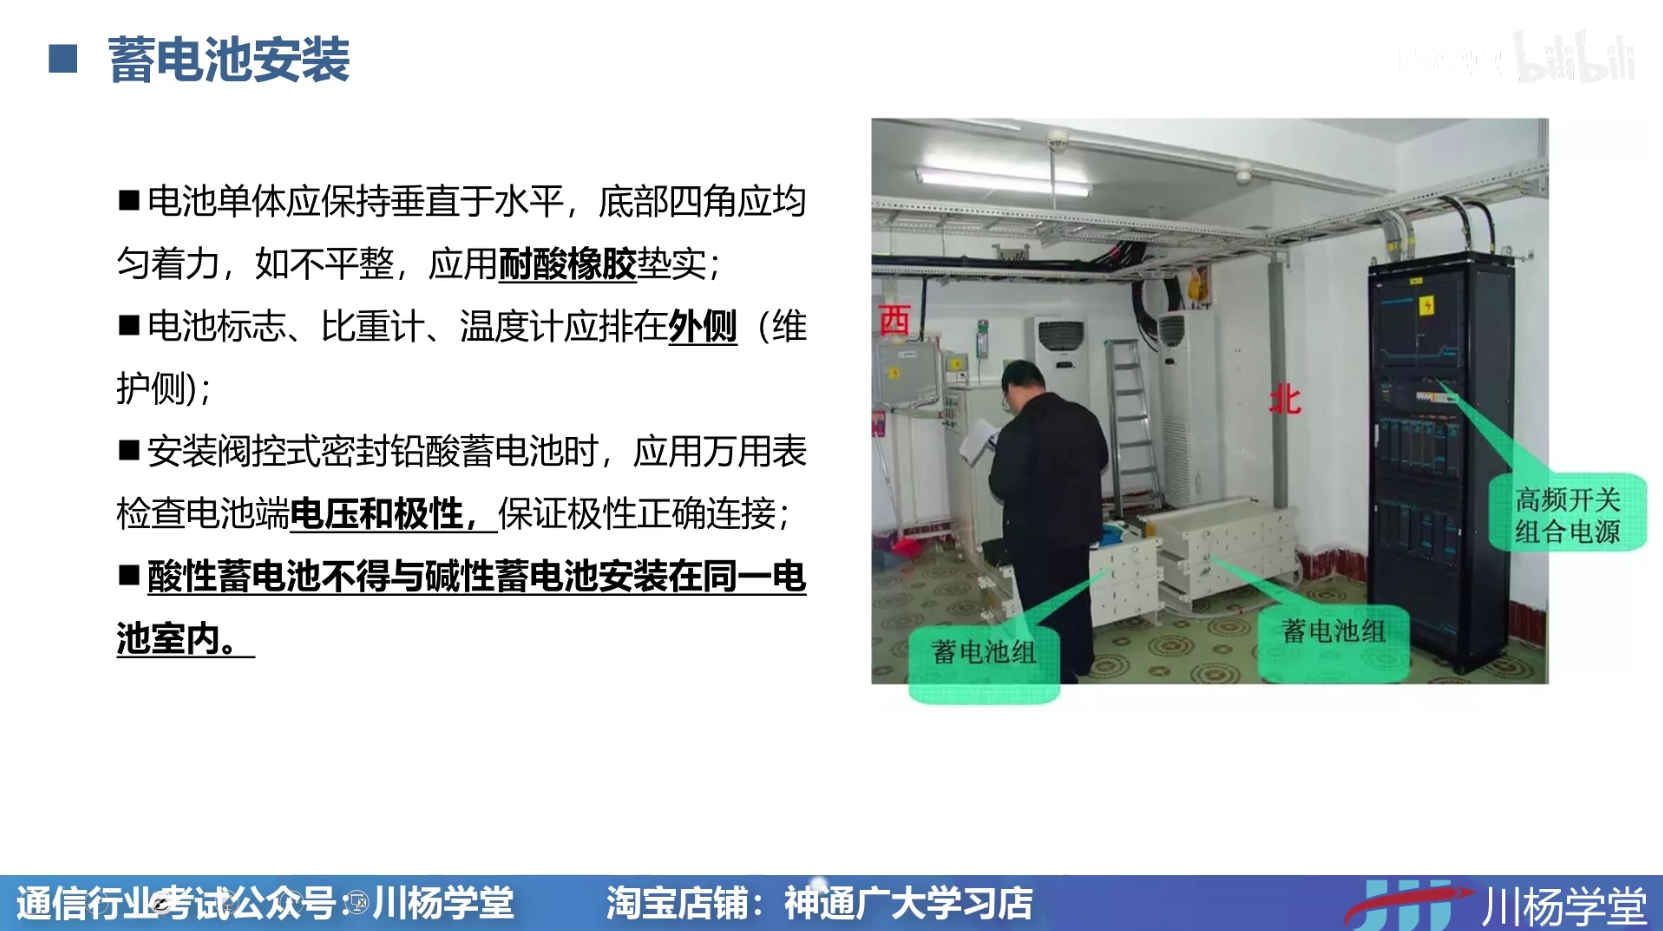 蓄电池安装
bilibili
■电池单体应保持垂直于水平，底部四角应均
匀着力，如不平整，应用耐酸橡胶垫实；
■电池标志、比重计、温度计应排在外侧（维
护侧)；
■安装阀控式密封铅酸蓄电池时，应用万用表
检查电池端电压和极性，保证极性正确连接；
■酸性蓄电池不得与碱性蓄电池安装在同一电
池室内。
西
北
高频开关
组合电源
蓄电池组
蓄电池组
通信行业考试公众号：川杨学堂
淘宝店铺：神通广大学习店
川杨学堂